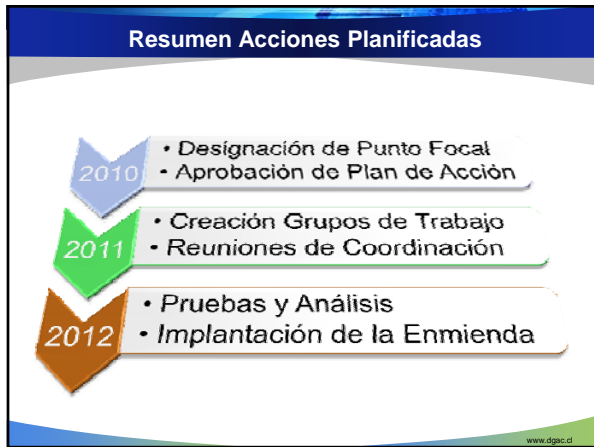 Resumen Acciones Planificadas
2010
• Designación de Punto Focal
• Aprobación de Plan de Acción
2011
• Creación Grupos de Trabajo
• Reuniones de Coordinación
2012
• Pruebas y Análisis
• Implantación de la Enmienda
www.dgac.cl